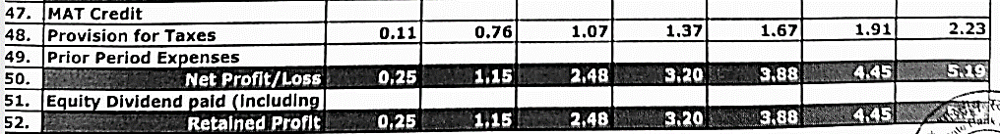 47. MAT Credit
48. Provision for Taxes 0.11 0.76 1.07 1.37 1.67 1.91 2.23
49. Prior Period Expenses
50. Net Profit/Loss 0.25 1.15 2.48 3.20 3.88 4.45 5.19
51. Equity Dividend paid (Including
52. Retained Profit 0.25 1.15 2.48 3.20 3.88 4.45